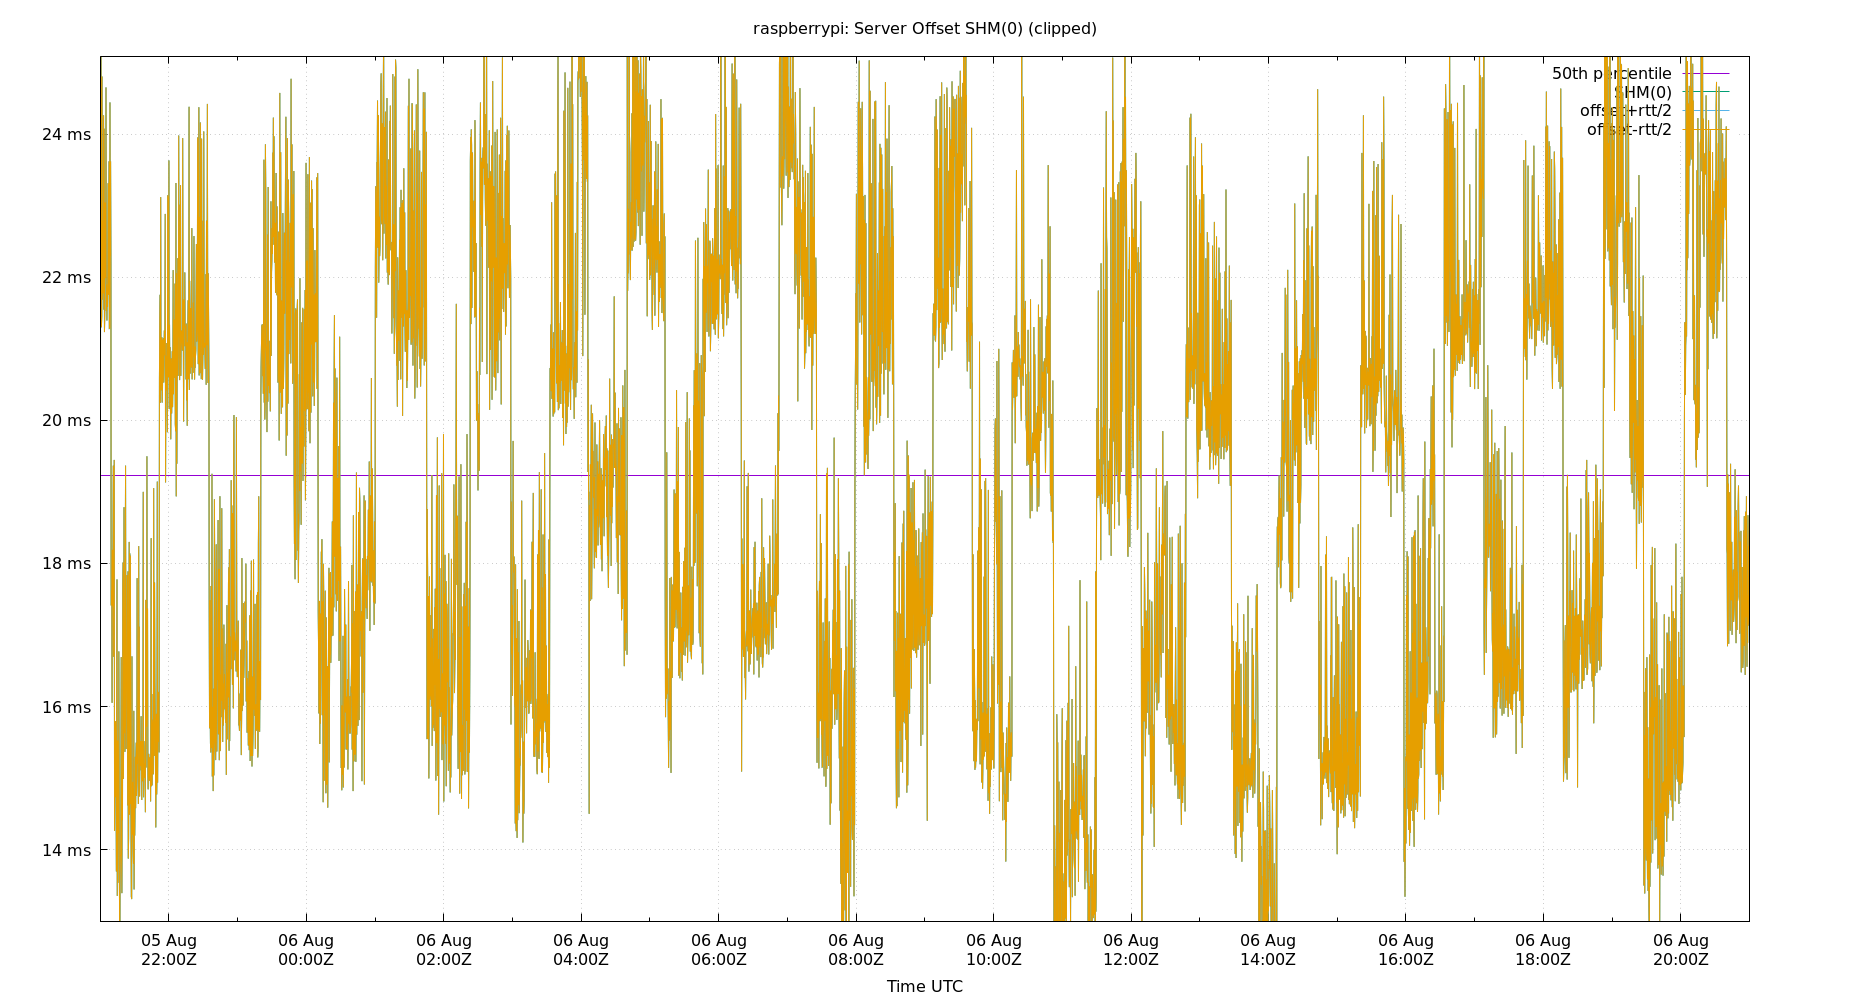 raspberrypi: Server Offset SHM(0) (clipped)
50th percentile
SHM(0)
offset+rtt/2
offset-rtt/2
24 ms
22 ms
20 ms
18 ms
16 ms
14 ms
05 Aug 06 Aug 06 Aug 06 Aug 06 Aug 06 Aug 06 Aug 06 Aug 06 Aug 06 Aug 06 Aug 06 Aug
22:00Z 00:00Z 02:00Z 04:00Z 06:00Z 08:00Z 10:00Z 12:00Z 14:00Z 16:00Z 18:00Z 20:00Z
Time UTC